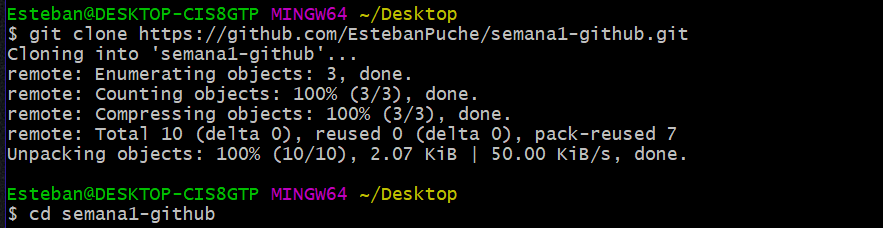 Esteban@DESKTOP-CIS8GTP MINGW64 ~/Desktop
$ git clone https://github.com/EstebanPuche/semana1-github.git
Cloning into 'semana1-github'...
remote: Enumerating objects: 3, done.
remote: Counting objects: 100% (3/3), done.
remote: Compressing objects: 100% (3/3), done.
remote: Total 10 (delta 0), reused 0 (delta 0), pack-reused 7
Unpacking objects: 100% (10/10), 2.07 KiB | 50.00 KiB/s, done.
Esteban@DESKTOP-CIS8GTP MINGW64 ~/Desktop
$ cd semana1-github